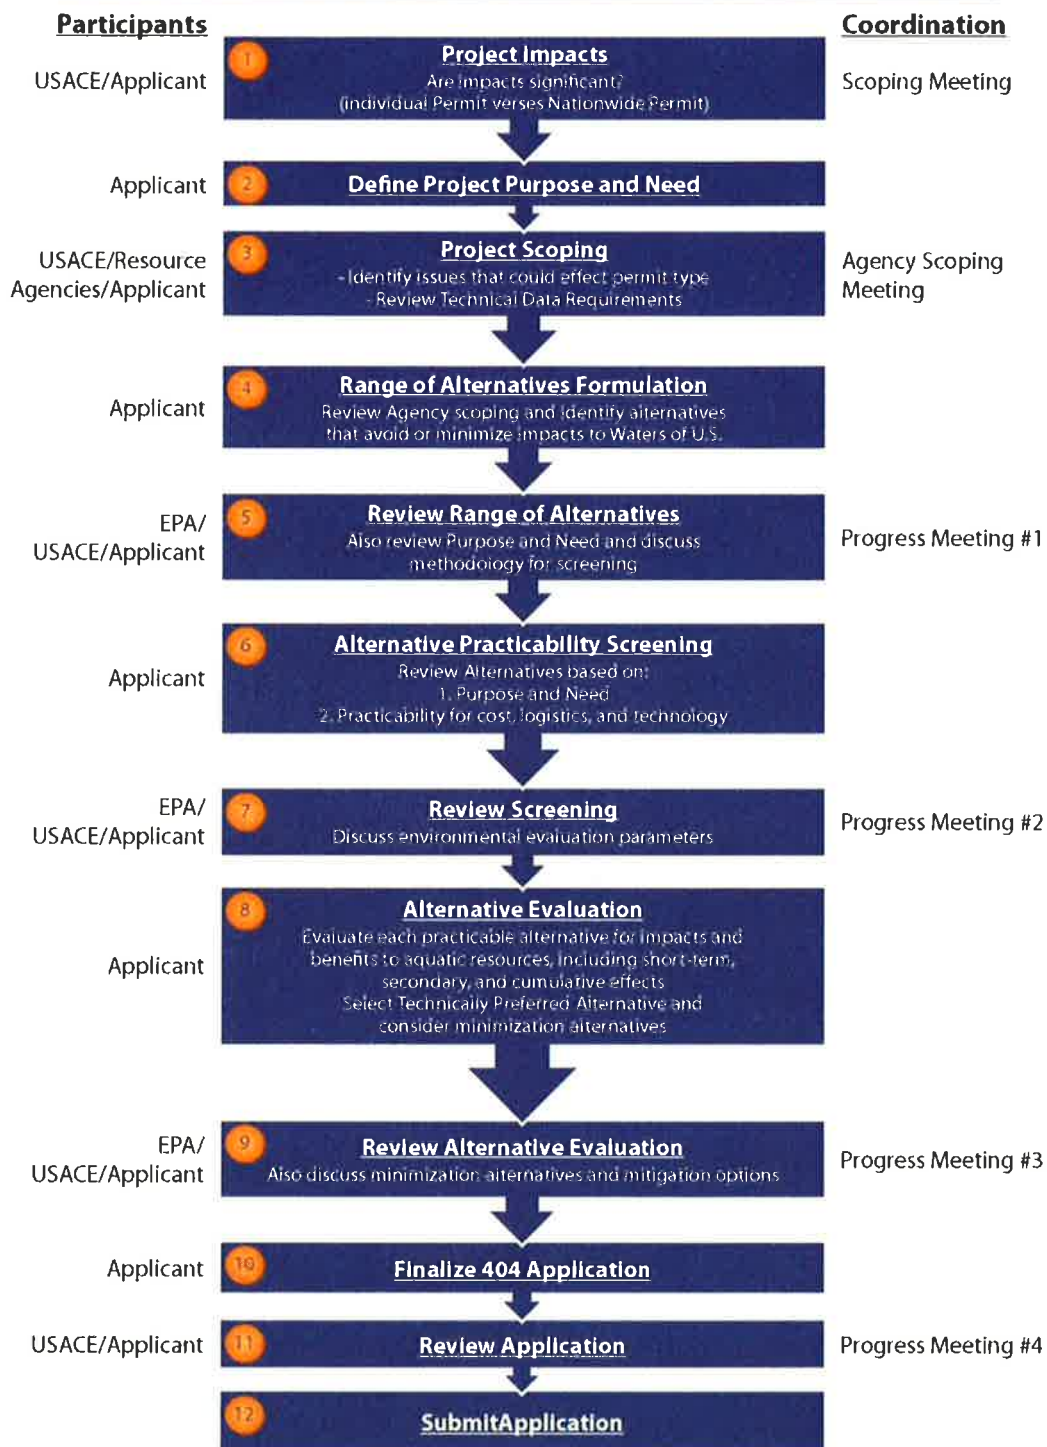 Participants
Coordination
USACE/Applicant
1
Project Impacts
Are impacts significant?
(individual Permit verses Nationwide Permit)
Scoping Meeting
Applicant
2
Define Project Purpose and Need
USACE/Resource
Agencies/Applicant
3
Project Scoping
- Identify issues that could effect permit type
- Review Technical Data Requirements
Agency Scoping
Meeting
Applicant
4
Range of Alternatives Formulation
Review Agency scoping and Identify alternatives
that avoid or minimize impacts to Waters of U.S.
EPA/
USACE/Applicant
5
Review Range of Alternatives
Also review Purpose and Need and discuss
methodology for screening
Progress Meeting #1
Applicant
6
Alternative Practicability Screening
Review Alternatives based on:
1. Purpose and Need
2. Practicability for cost, logistics, and technology
EPA/
USACE/Applicant
7
Review Screening
Discuss environmental evaluation parameters
Progress Meeting #2
Applicant
8
Alternative Evaluation
Evaluate each practicable alternative for impacts and
benefits to aquatic resources, including short-term,
secondary, and cumulative effects
Select Technically Preferred Alternative and
consider minimization alternatives
EPA/
USACE/Applicant
9
Review Alternative Evaluation
Also discuss minimization alternatives and mitigation options
Progress Meeting #3
Applicant
10
Finalize 404 Application
USACE/Applicant
11
Review Application
Progress Meeting #4
12
SubmitApplication